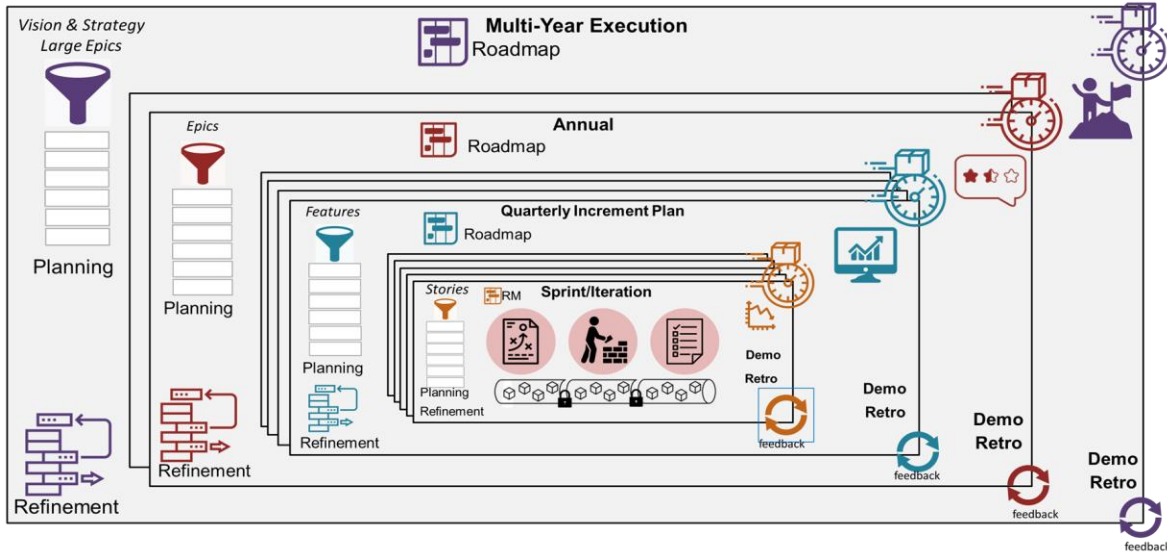 Vision & Strategy
Large Epics
Multi-Year Execution
Roadmap
Planning
Refinement
Epics
Annual
Roadmap
Planning
Refinement
Features
Quarterly Increment Plan
Roadmap
Planning
Refinement
Stories
RM
Sprint/Iteration
Planning
Refinement
Demo
Retro
feedback
Demo
Retro
feedback
Demo
Retro
feedback
Demo
Retro
feedback